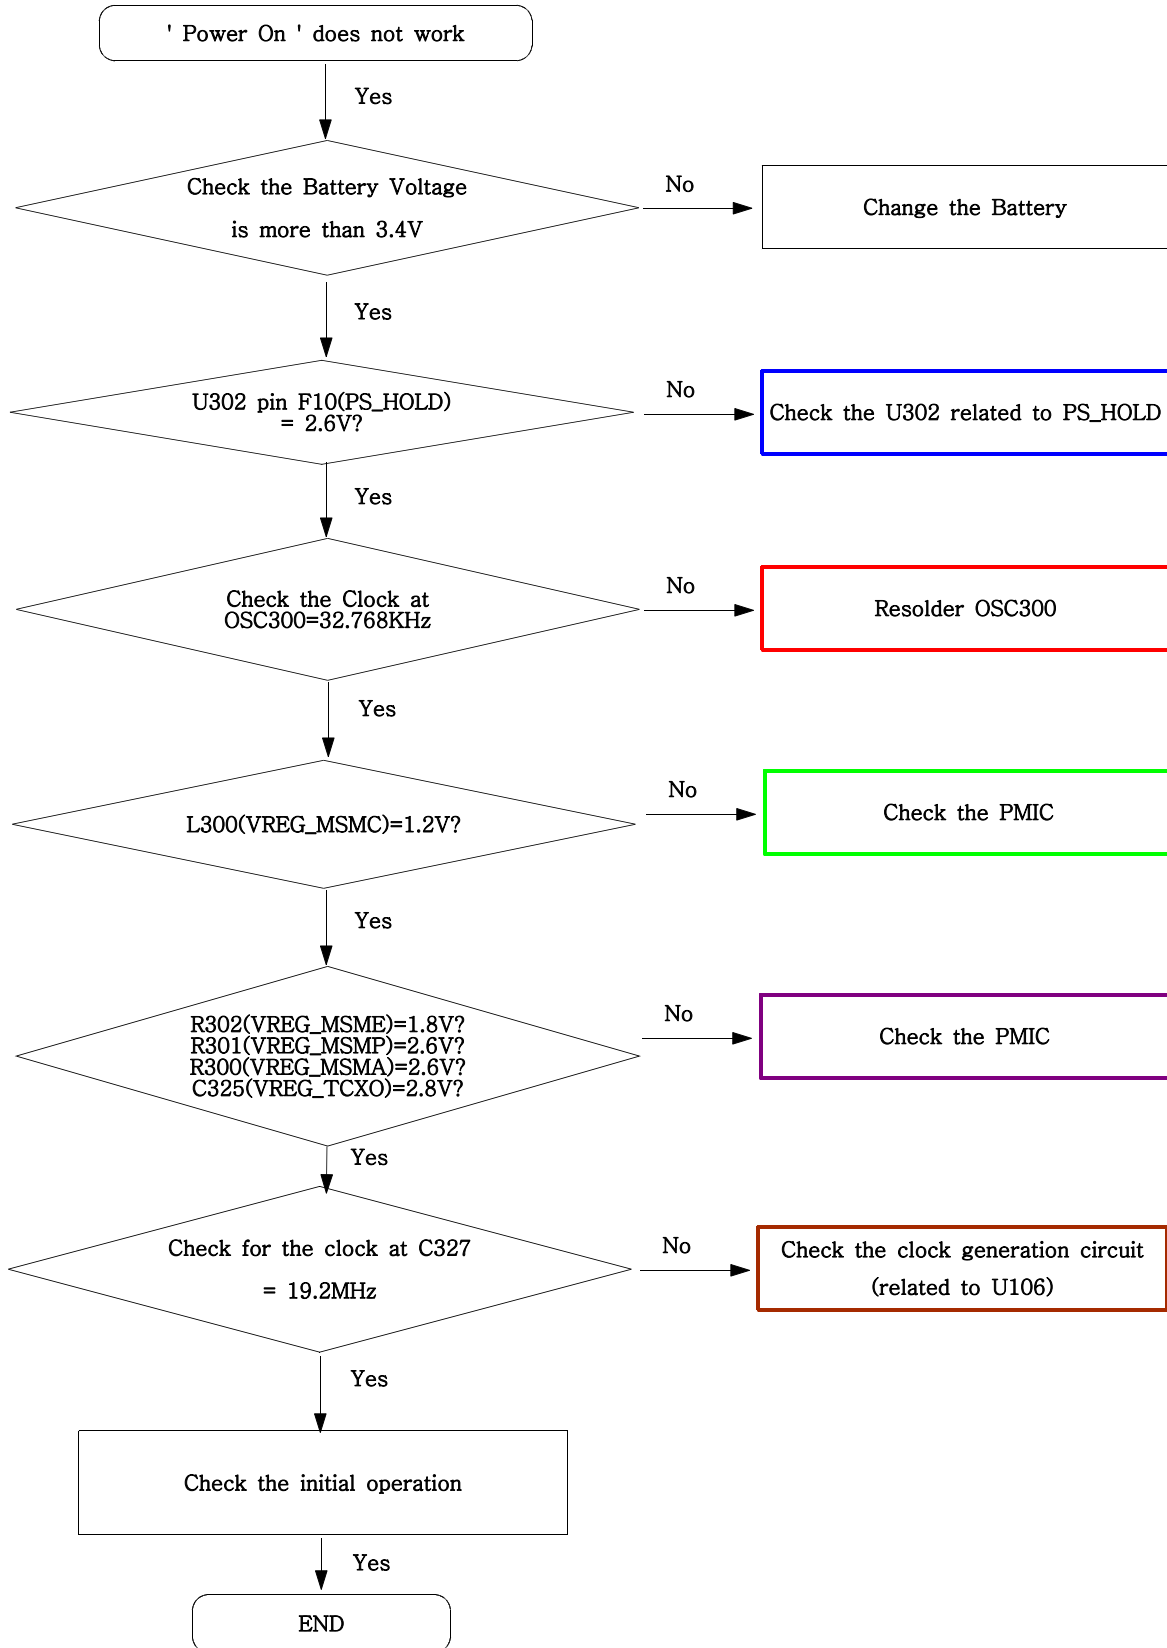 ' Power On ' does not work
Yes
Check the Battery Voltage
is more than 3.4V
No
Change the Battery
Yes
U302 pin F10(PS_HOLD)
= 2.6V?
No
Check the U302 related to PS_HOLD
Yes
Check the Clock at
OSC300=32.768KHz
No
Resolder OSC300
Yes
L300(VREG_MSMC)=1.2V?
No
Check the PMIC
Yes
R302(VREG_MSME)=1.8V?
R301(VREG_MSMP)=2.6V?
R300(VREG_MSMA)=2.6V?
C325(VREG_TCXO)=2.8V?
No
Check the PMIC
Yes
Check for the clock at C327
= 19.2MHz
No
Check the clock generation circuit
(related to U106)
Yes
Check the initial operation
Yes
END